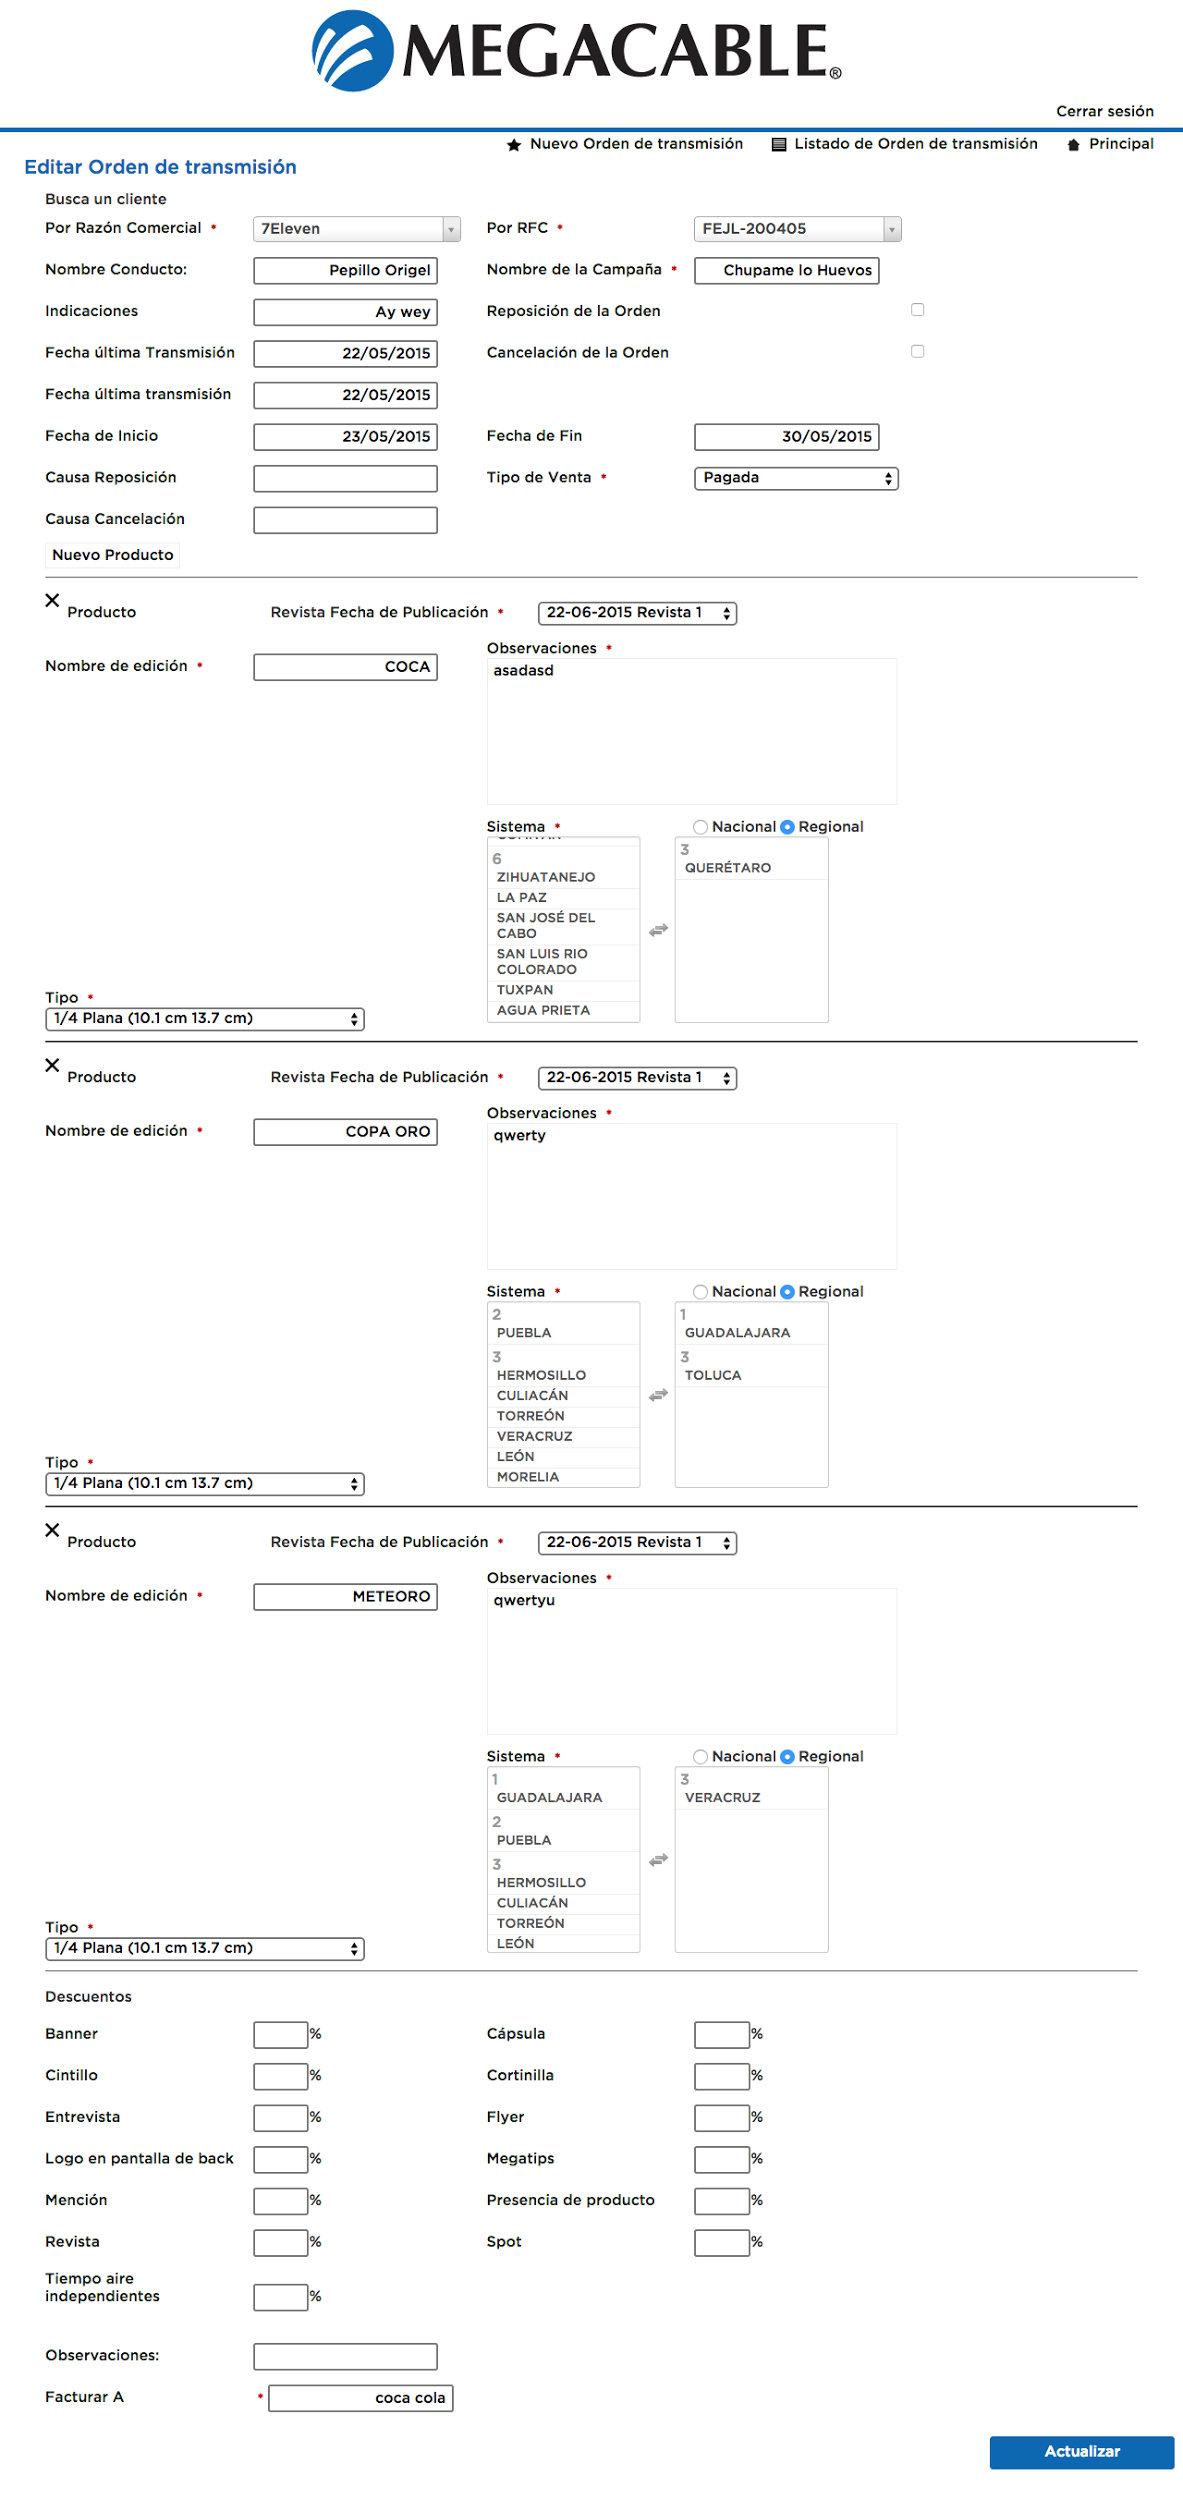 MEGACABLE®
Cerrar sesión
Nuevo Orden de transmisión Listado de Orden de transmisión Principal
Editar Orden de transmisión
Busca un cliente
Por Razón Comercial * 7Eleven Por RFC * FEJL-200405
Nombre Conducto: Pepillo Origel Nombre de la Campaña * Chupame lo Huevos
Indicaciones Ay wey Reposición de la Orden
Fecha última Transmisión 22/05/2015 Cancelación de la Orden
Fecha última transmisión 22/05/2015
Fecha de Inicio 23/05/2015 Fecha de Fin 30/05/2015
Causa Reposición Tipo de Venta * Pagada
Causa Cancelación
Nuevo Producto
Producto Revista Fecha de Publicación * 22-06-2015 Revista 1
Observaciones *
Nombre de edición * COCA asadasd
Sistema * Nacional Regional
6
ZIHUATANEJO
LA PAZ
SAN JOSÉ DEL
CABO
SAN LUIS RIO
COLORADO
TUXPAN
AGUA PRIETA
3
QUERÉTARO
Tipo *
1/4 Plana (10.1 cm 13.7 cm)
Producto Revista Fecha de Publicación * 22-06-2015 Revista 1
Observaciones *
Nombre de edición * COPA ORO qwerty
Sistema * Nacional Regional
2
PUEBLA
3
HERMOSILLO
CULIACÁN
TORREÓN
VERACRUZ
LEÓN
MORELIA
1
GUADALAJARA
3
TOLUCA
Tipo *
1/4 Plana (10.1 cm 13.7 cm)
Producto Revista Fecha de Publicación * 22-06-2015 Revista 1
Observaciones *
Nombre de edición * METEORO qwertyu
Sistema * Nacional Regional
1
GUADALAJARA
2
PUEBLA
3
HERMOSILLO
CULIACÁN
TORREÓN
LEÓN
3
VERACRUZ
Tipo *
1/4 Plana (10.1 cm 13.7 cm)
Descuentos
Banner % Cápsula %
Cintillo % Cortinilla %
Entrevista % Flyer %
Logo en pantalla de back % Megatips %
Mención % Presencia de producto %
Revista % Spot %
Tiempo aire
independientes %
Observaciones:
Facturar A * coca cola
Actualizar